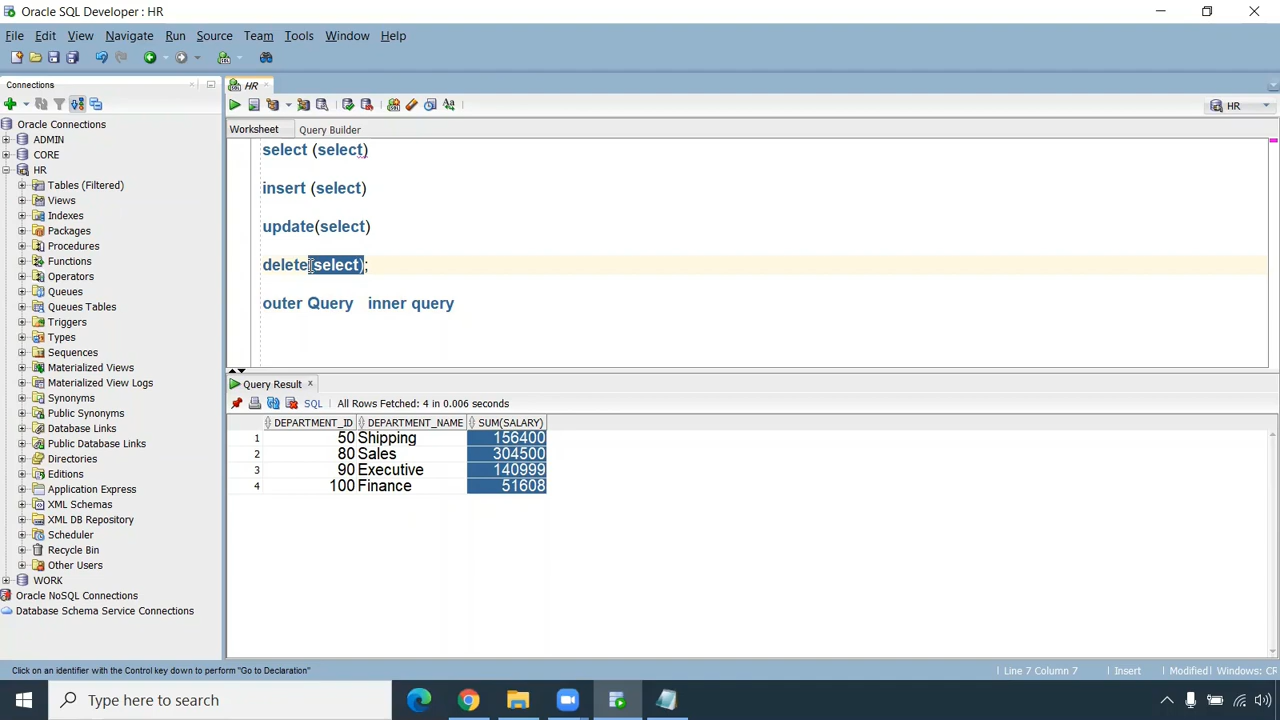 Oracle SQL Developer : HR
File Edit View Navigate Run Source Team Tools Window Help
Connections
HR
HR
Worksheet Query Builder
Oracle Connections
ADMIN
CORE
HR
Tables (Filtered)
Views
Indexes
Packages
Procedures
Functions
Operators
Queues
Queues Tables
Triggers
Types
Sequences
Materialized Views
Materialized View Logs
Synonyms
Public Synonyms
Database Links
Public Database Links
Directories
Editions
Application Express
XML Schemas
XML DB Repository
Scheduler
Recycle Bin
Other Users
WORK
Oracle NoSQL Connections
Database Schema Service Connections
select (select)
insert (select)
update(select)
delete(select);
outer Query inner query
Query Result
SQL All Rows Fetched: 4 in 0.006 seconds
DEPARTMENT_ID DEPARTMENT_NAME SUM(SALARY)
1 50 Shipping 156400
2 80 Sales 304500
3 90 Executive 140999
4 100 Finance 51608
Click on an identifier with the Control key down to perform "Go to Declaration"
Line 7 Column 7 Insert Modified Windows: CR
Type here to search